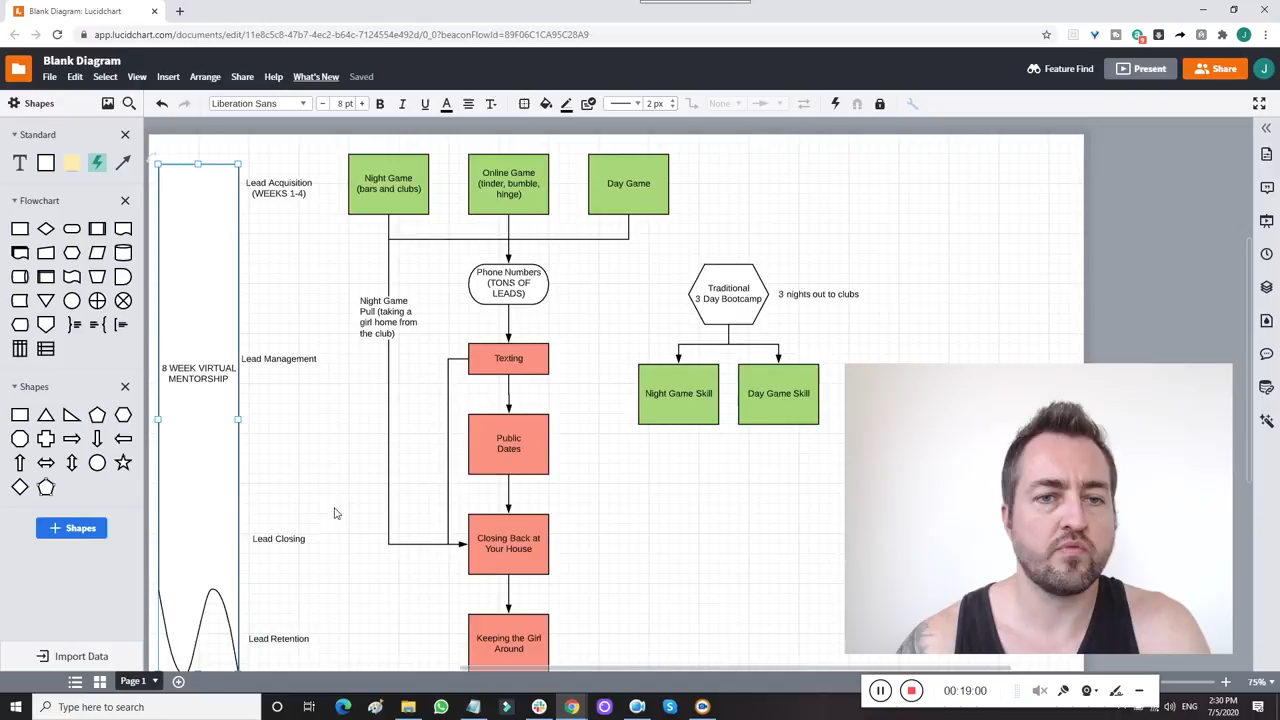 Blank Diagram: Lucidchart
app.lucidchart.com/documents/edit/11e8c5c8-47b7-4ec2-b64c-7124554e492d/0_0?beaconFlowId=89F06C1CA95C28A9
Blank Diagram
File Edit Select View Insert Arrange Share Help What's New Saved
Feature Find
Present
Share
J
Shapes
Liberation Sans
8 pt
B I U
2 px
None
Standard
Flowchart
Shapes
Shapes
Import Data
Lead Acquisition
(WEEKS 1-4)
Night Game
(bars and clubs)
Online Game
(tinder, bumble,
hinge)
Day Game
Phone Numbers
(TONS OF
LEADS)
Night Game
Pull (taking a
girl home from
the club)
Traditional
3 Day Bootcamp
3 nights out to clubs
8 WEEK VIRTUAL
MENTORSHIP
Lead Management
Texting
Night Game Skill
Day Game Skill
Public
Dates
Lead Closing
Closing Back at
Your House
Lead Retention
Keeping the Girl
Around
Page 1
75%
00:19:00
Type here to search
ENG
2:30 PM
7/5/2020